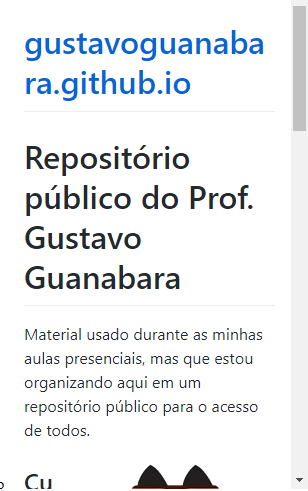 gustavoguanaba
ra.github.io
Repositório
público do Prof.
Gustavo
Guanabara
Material usado durante as minhas
aulas presenciais, mas que estou
organizando aqui em um
repositório público para o acesso
de todos.
Cu